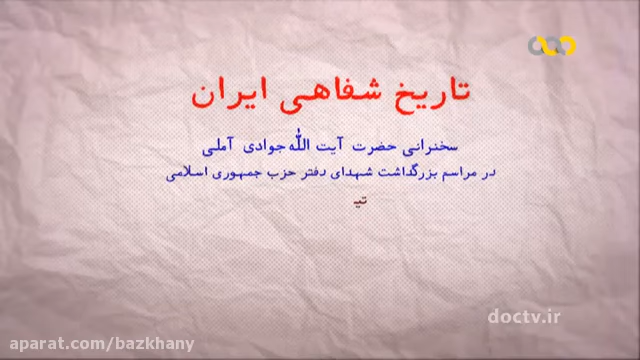 تاریخ شفاهی ایران
سخنرانی حضرت آیت الله جوادی آملی
در مراسم بزرگداشت شهدای دفتر حزب جمهوری اسلامی
تیـ
doctv.ir
aparat.com/bazkhany